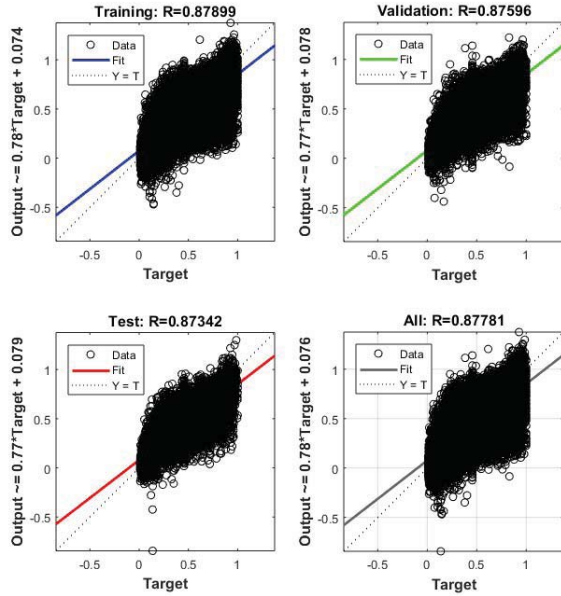 Training: R=0.87899
Output ~= 0.78*Target + 0.074
Data
Fit
Y = T
1
0.5
0
-0.5
-0.5
0
0.5
1
Target
Validation: R=0.87596
Output ~= 0.77*Target + 0.078
Data
Fit
Y = T
1
0.5
0
-0.5
-0.5
0
0.5
1
Target
Test: R=0.87342
Output ~= 0.77*Target + 0.079
Data
Fit
Y = T
1
0.5
0
-0.5
-0.5
0
0.5
1
Target
All: R=0.87781
Output ~= 0.78*Target + 0.076
Data
Fit
Y = T
1
0.5
0
-0.5
-0.5
0
0.5
1
Target